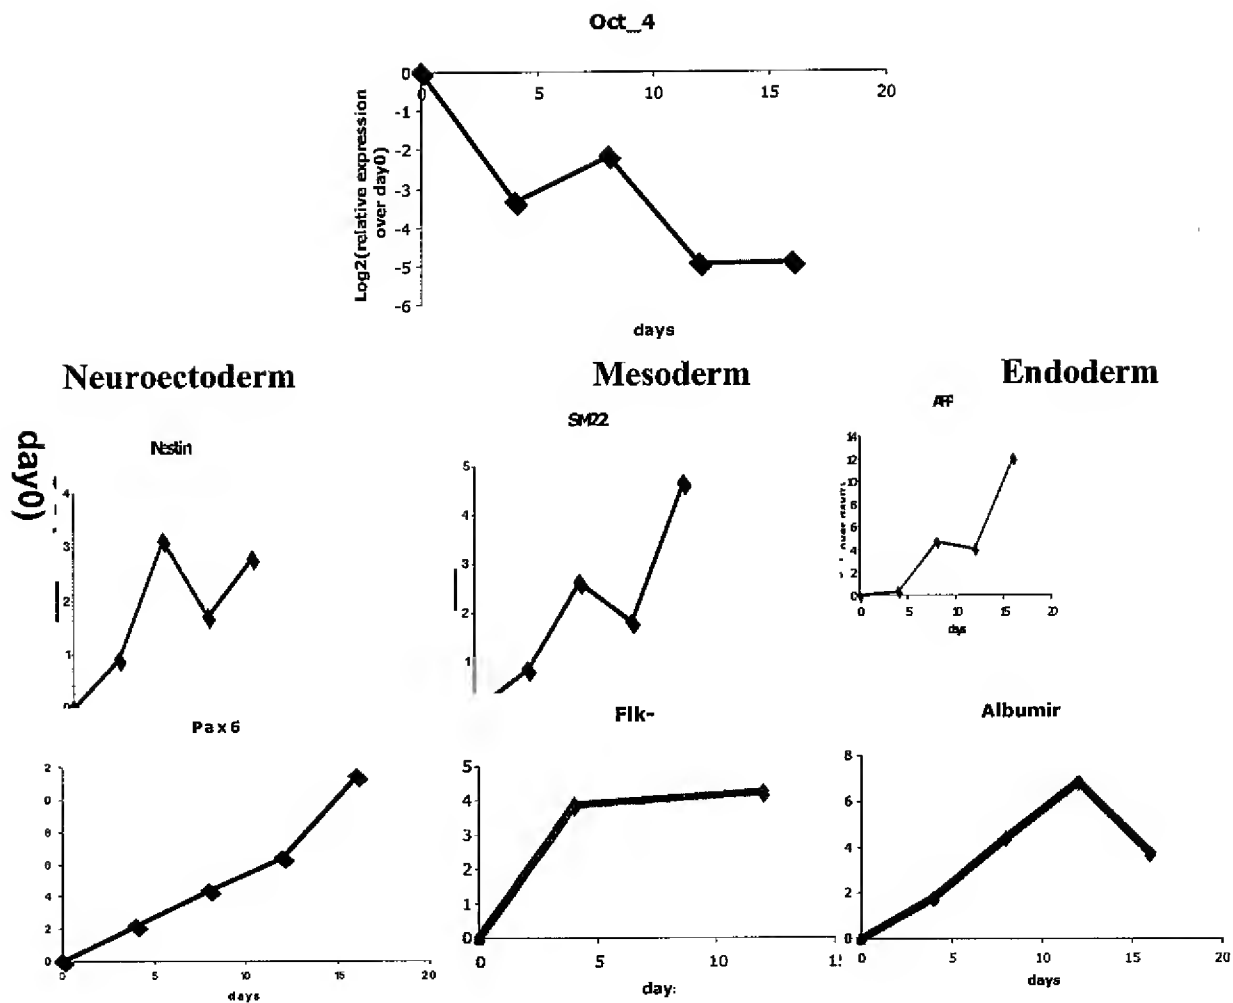 Oct_4
0
0 5 10 15 20
-1
-2
-3
-4
-5
-6
Log2(relative expression
over day0)
days
Neuroectoderm Mesoderm Endoderm
Nestin
day0)
4
3
2
1
0
SM22
5
4
3
2
1
AFP
14
12
10
8
6
4
2
0
0 5 10 15 20
days
Pax6
2
0
8
6
4
2
0
0 5 10 15 20
days
Flk-
5
4
3
2
1
0
0 5 10
day:
Albumir
8
6
4
2
0
0 5 10 15 20
days